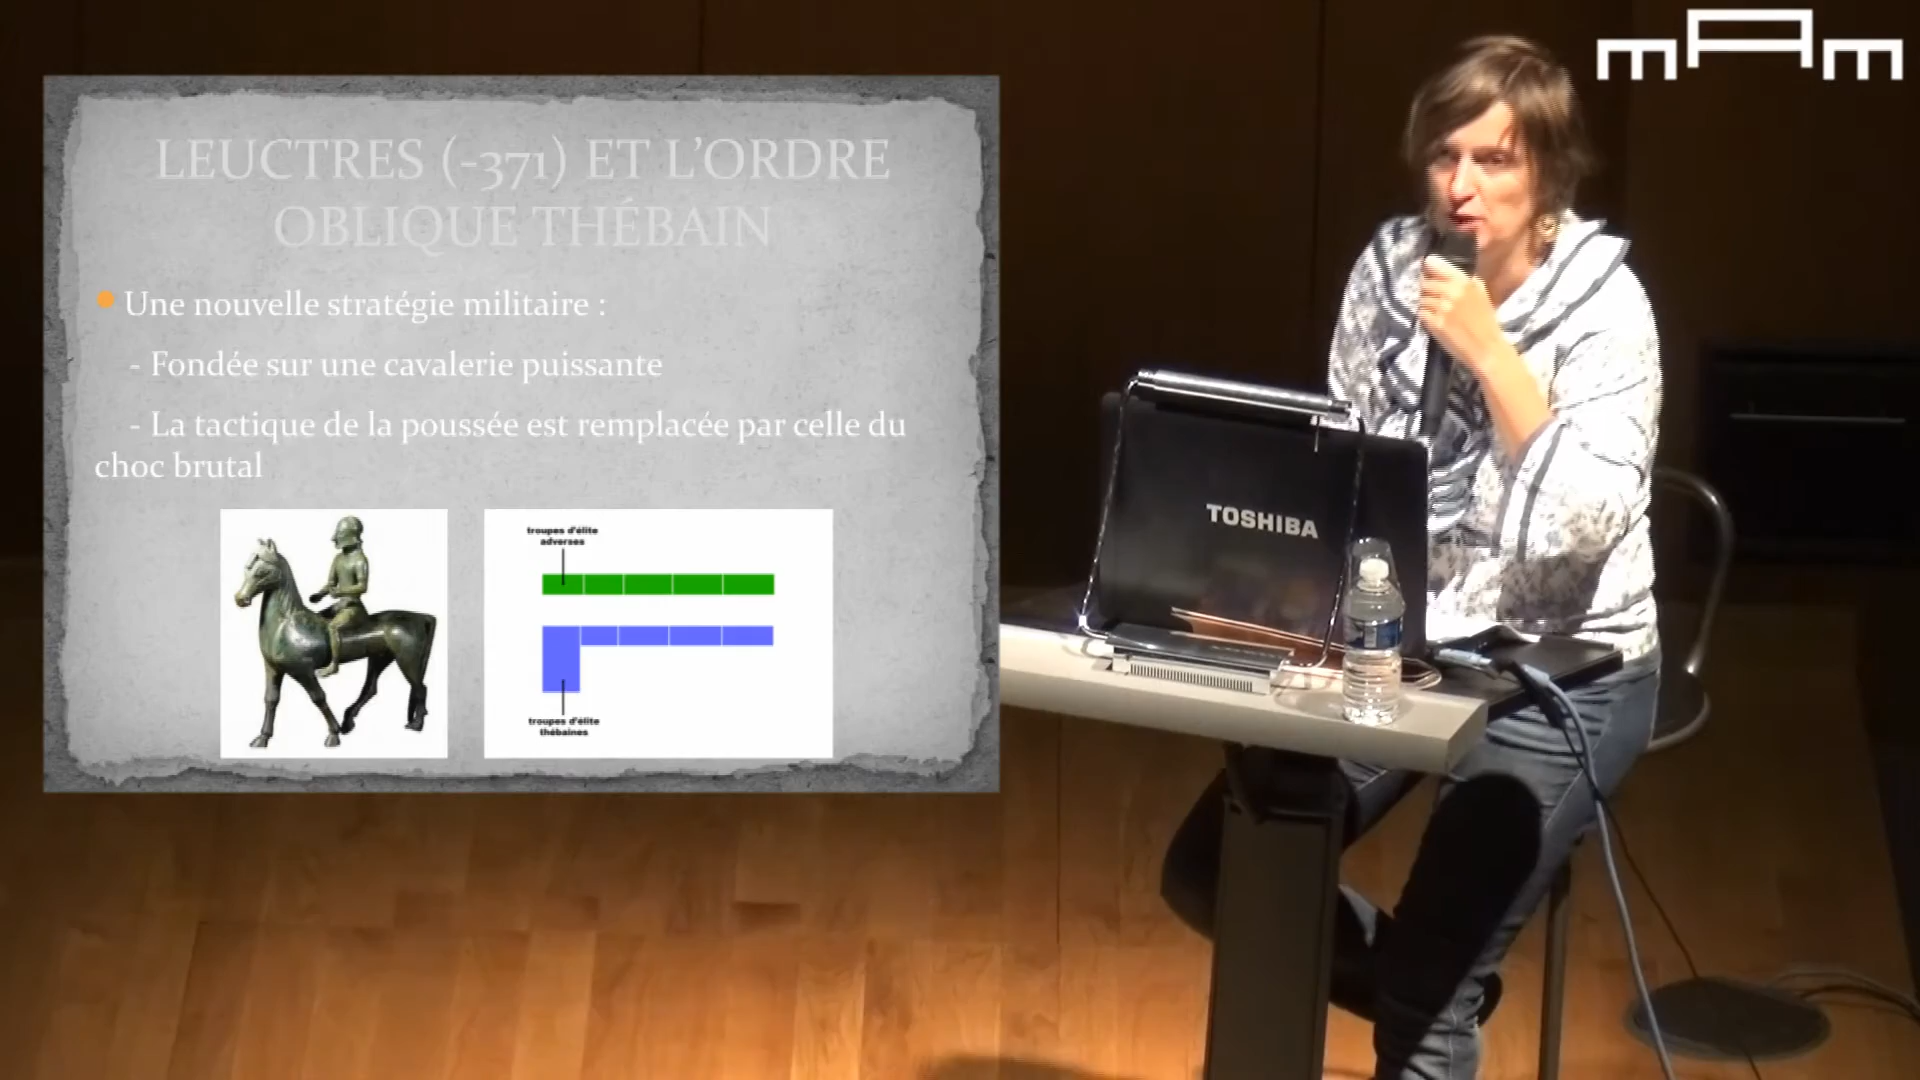 LEUCTRES (-371) ET L'ORDRE
OBLIQUE THÉBAIN
Une nouvelle stratégie militaire :
- Fondée sur une cavalerie puissante
- La tactique de la poussée est remplacée par celle du
choc brutal
troupes d'élite
adverses
troupes d'élite
thébaines
TOSHIBA
mAm